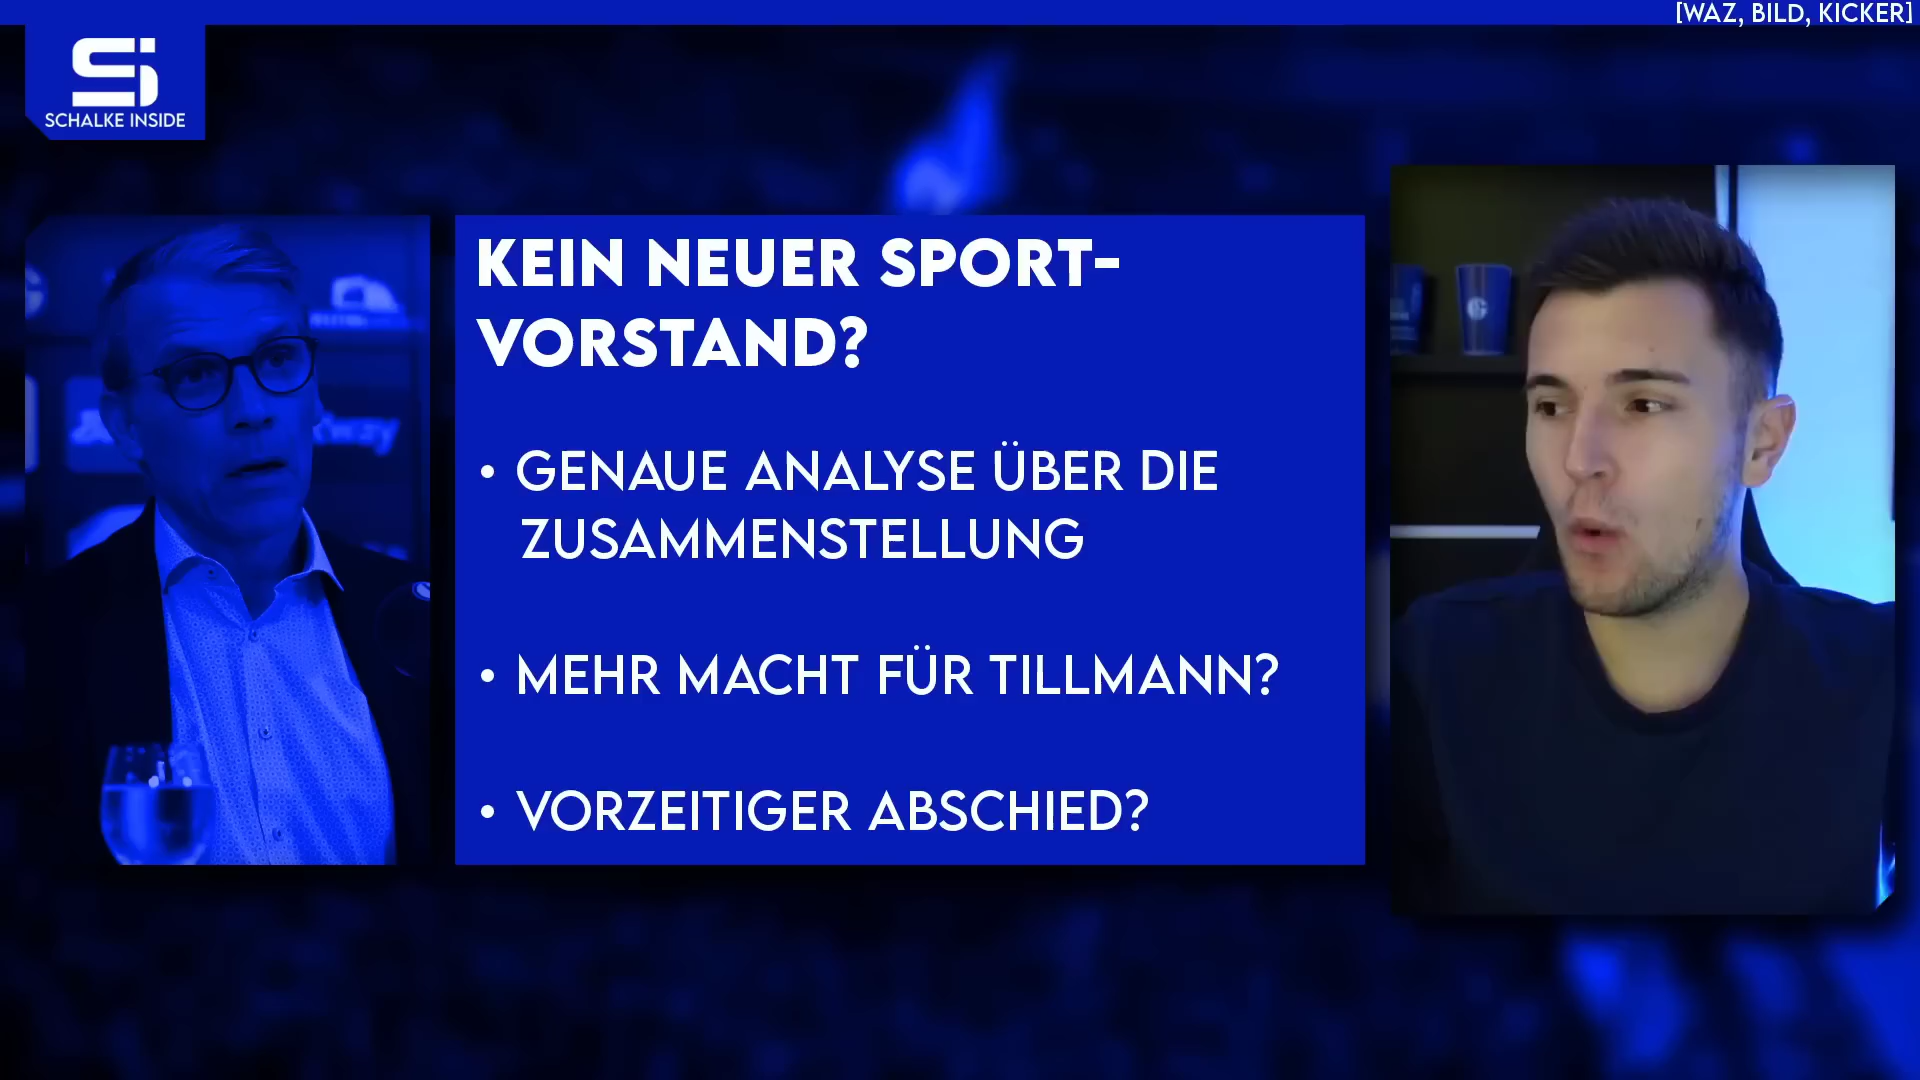 [WAZ, BILD, KICKER]
SCHALKE INSIDE
KEIN NEUER SPORT-
VORSTAND?
• GENAUE ANALYSE ÜBER DIE
ZUSAMMENSTELLUNG
• MEHR MACHT FÜR TILLMANN?
• VORZEITIGER ABSCHIED?